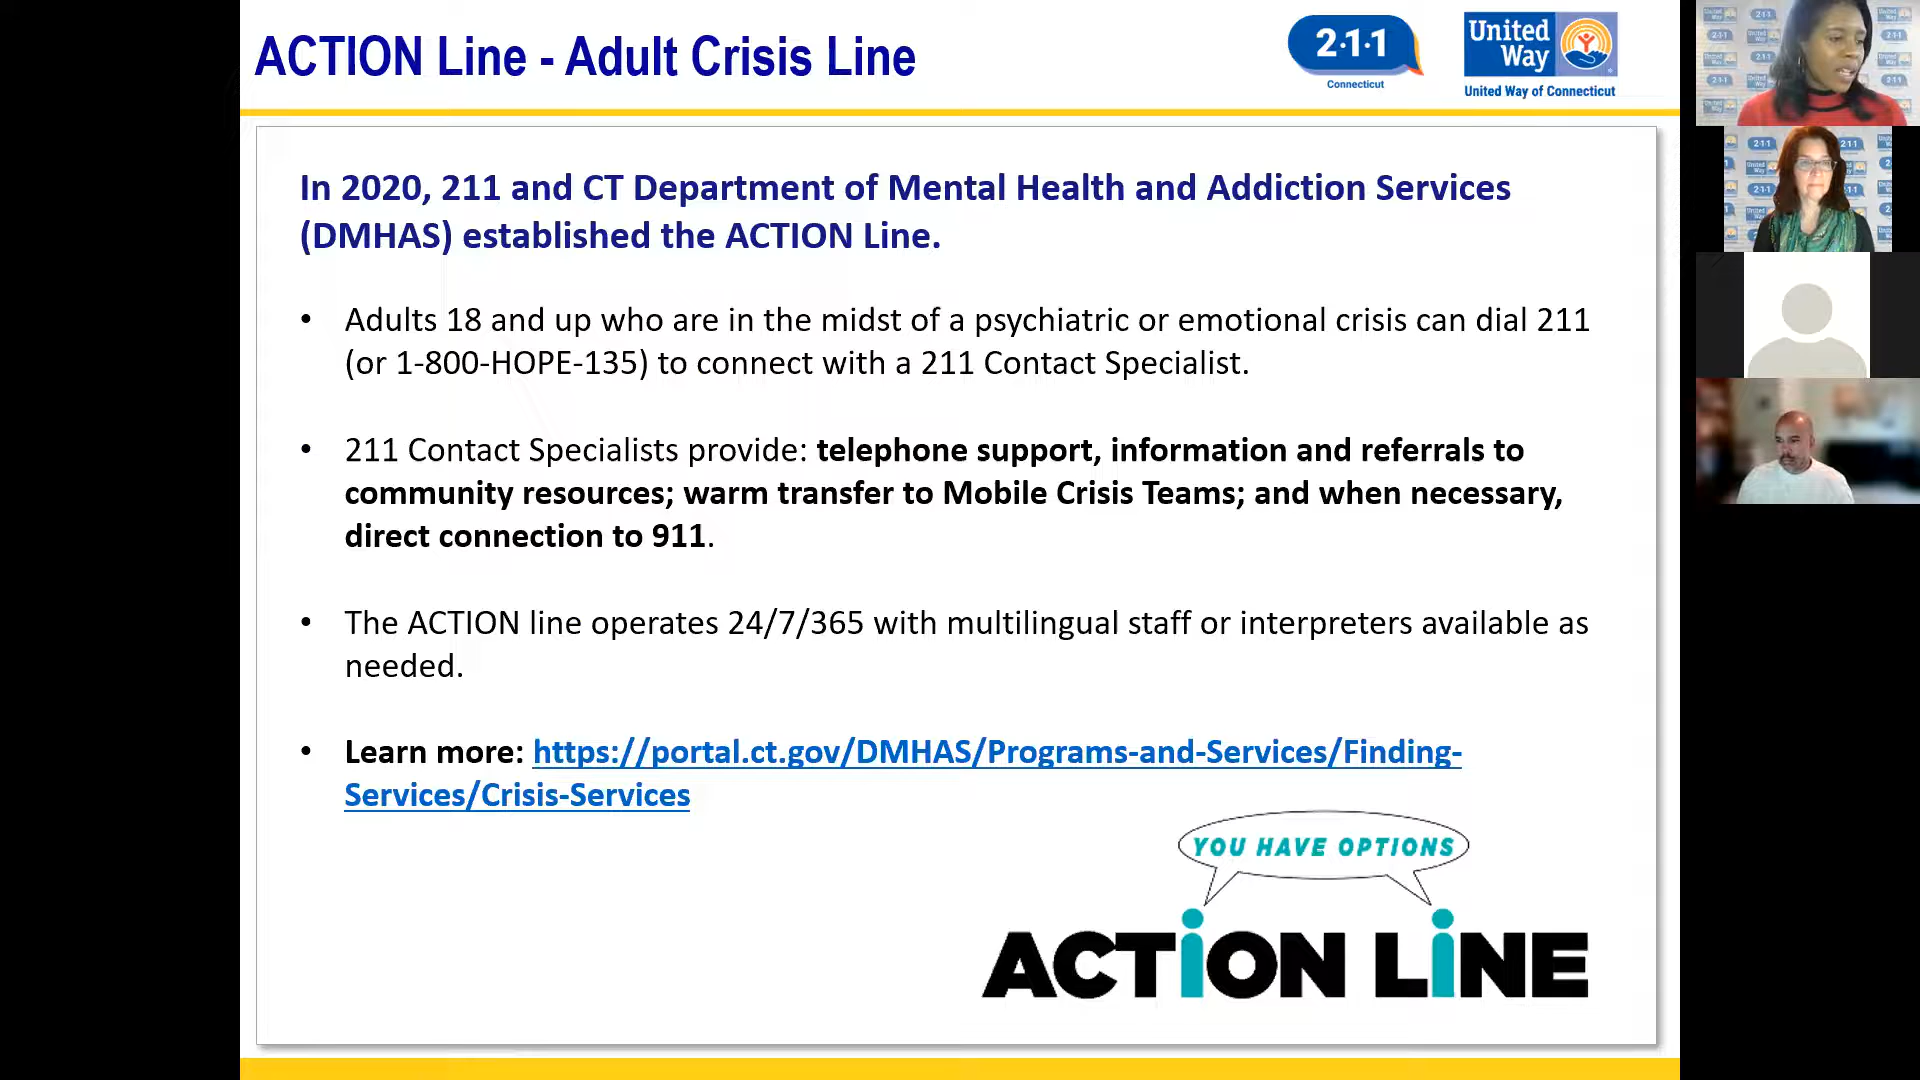 ACTION Line - Adult Crisis Line
2·1·1
Connecticut
United
Way
United Way of Connecticut
In 2020, 211 and CT Department of Mental Health and Addiction Services
(DMHAS) established the ACTION Line.
• Adults 18 and up who are in the midst of a psychiatric or emotional crisis can dial 211
(or 1-800-HOPE-135) to connect with a 211 Contact Specialist.
• 211 Contact Specialists provide: telephone support, information and referrals to
community resources; warm transfer to Mobile Crisis Teams; and when necessary,
direct connection to 911.
• The ACTION line operates 24/7/365 with multilingual staff or interpreters available as
needed.
• Learn more: https://portal.ct.gov/DMHAS/Programs-and-Services/Finding-
Services/Crisis-Services
YOU HAVE OPTIONS
ACTiON LiNE